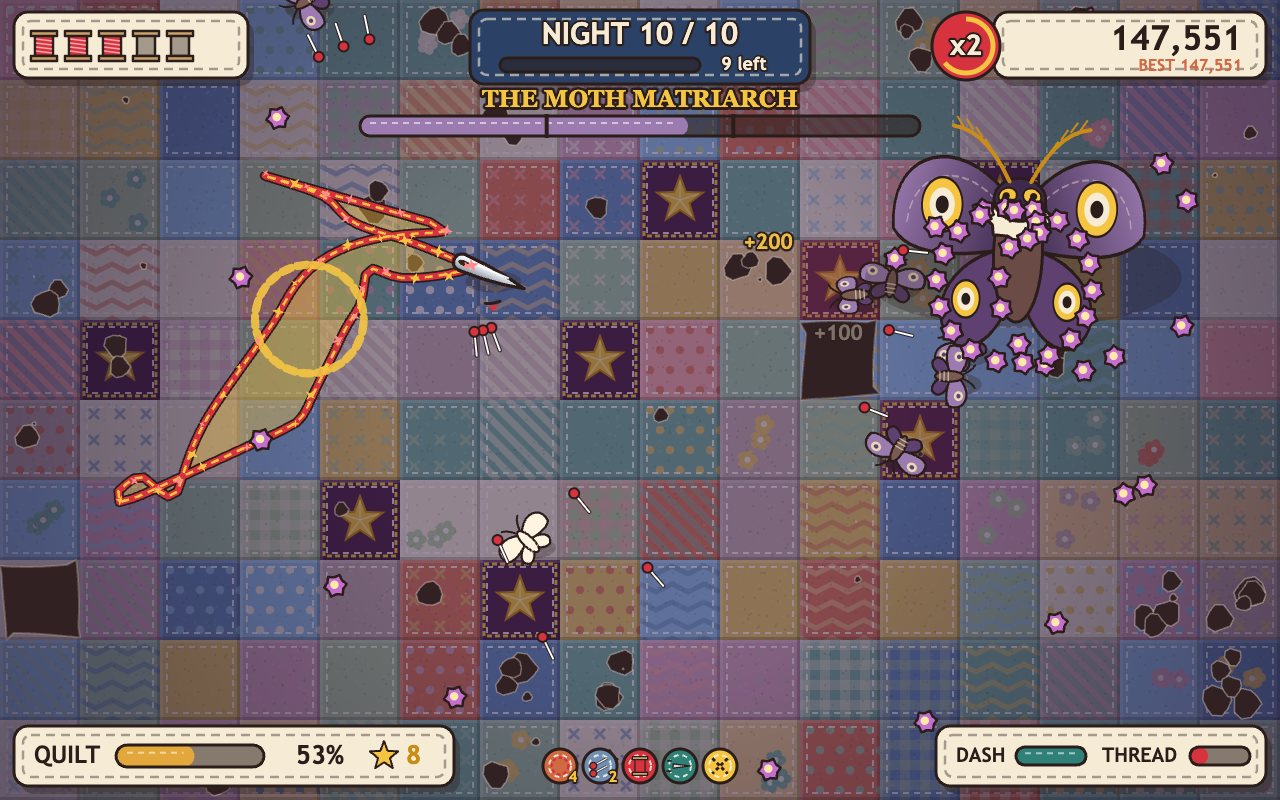 NIGHT 10 / 10
9 left
x2
147,551
BEST 147,551
THE MOTH MATRIARCH
+200
+100
QUILT
53%
8
4
2
DASH
THREAD